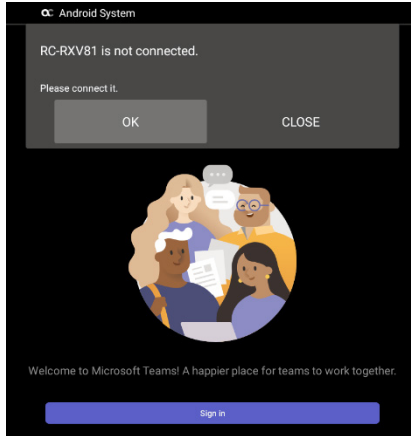 Android System
RC-RXV81 is not connected.
Please connect it.
OK
CLOSE
Welcome to Microsoft Teams! A happier place for teams to work together.
Sign in